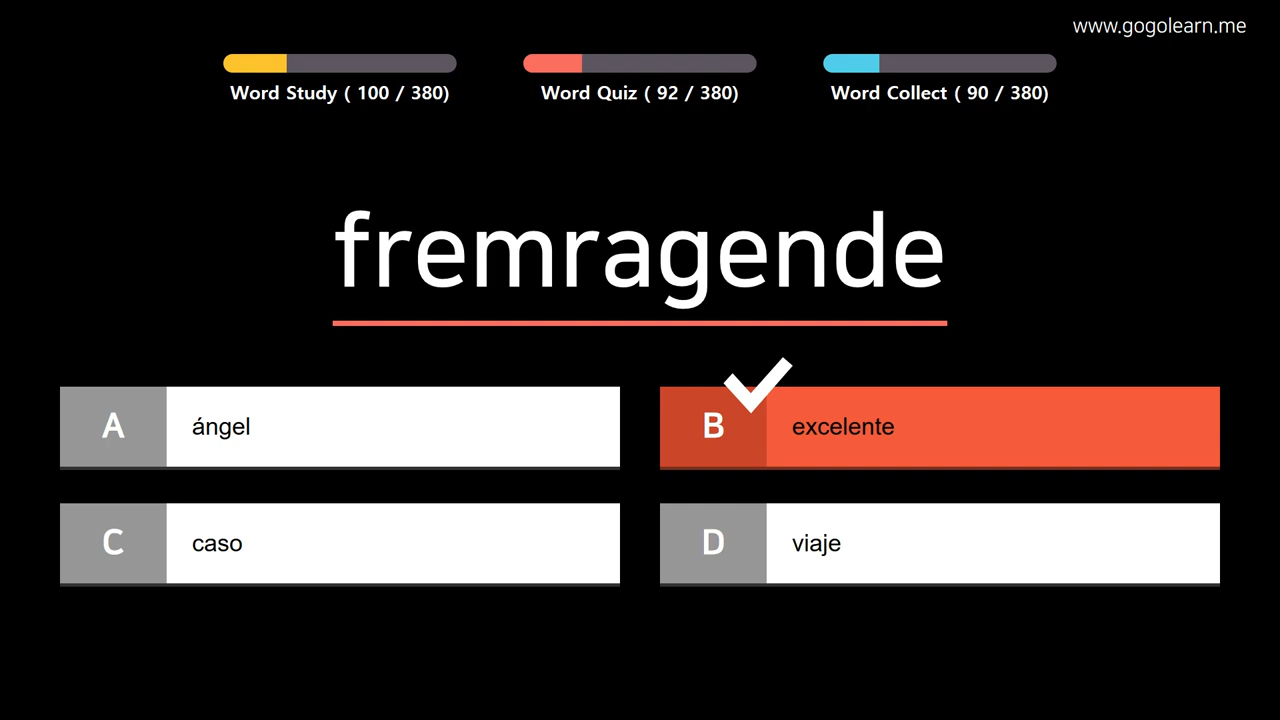 www.gogolearn.me
Word Study ( 100 / 380)
Word Quiz ( 92 / 380)
Word Collect ( 90 / 380)
fremragende
A ángel
B excelente
C caso
D viaje